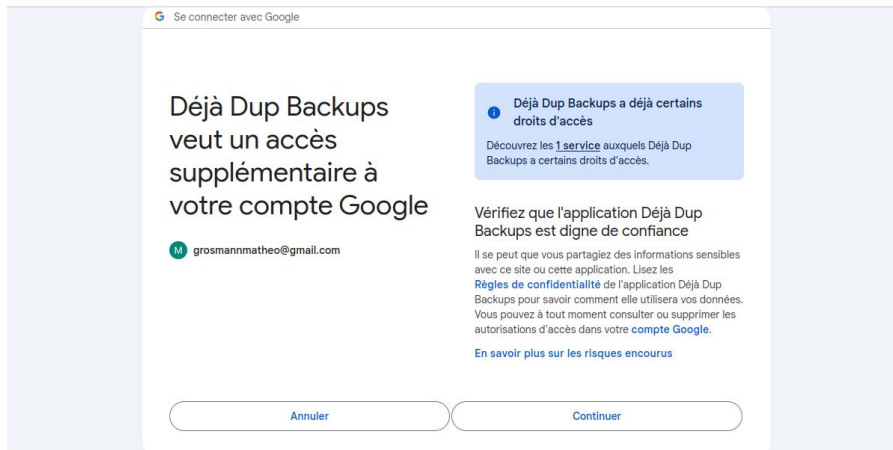 Se connecter avec Google
Déjà Dup Backups
veut un accès
supplémentaire à
votre compte Google
M grosmannmatheo@gmail.com
Déjà Dup Backups a déjà certains
droits d'accès
Découvrez les 1 service auxquels Déjà Dup
Backups a certains droits d'accès.
Vérifiez que l'application Déjà Dup
Backups est digne de confiance
Il se peut que vous partagiez des informations sensibles
avec ce site ou cette application. Lisez les
Règles de confidentialité de l'application Déjà Dup
Backups pour savoir comment elle utilisera vos données.
Vous pouvez à tout moment consulter ou supprimer les
autorisations d'accès dans votre compte Google.
En savoir plus sur les risques encourus
Annuler
Continuer